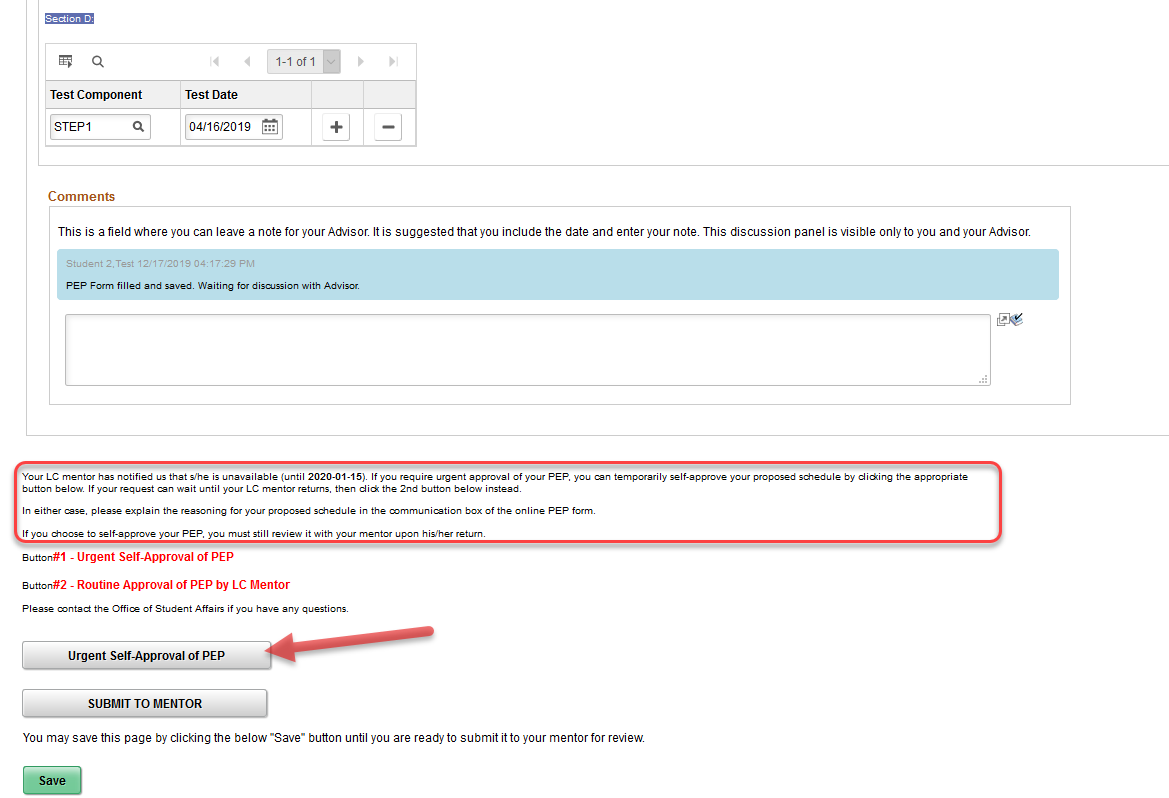 Section D:
1-1 of 1
Test Component Test Date
STEP1 04/16/2019
Comments
This is a field where you can leave a note for your Advisor. It is suggested that you include the date and enter your note. This discussion panel is visible only to you and your Advisor.
Student 2,Test 12/17/2019 04:17:29 PM
PEP Form filled and saved. Waiting for discussion with Advisor.
Your LC mentor has notified us that s/he is unavailable (until 2020-01-15). If you require urgent approval of your PEP, you can temporarily self-approve your proposed schedule by clicking the appropriate
button below. If your request can wait until your LC mentor returns, then click the 2nd button below instead.
In either case, please explain the reasoning for your proposed schedule in the communication box of the online PEP form.
If you choose to self-approve your PEP, you must still review it with your mentor upon his/her return.
Button#1 - Urgent Self-Approval of PEP
Button#2 - Routine Approval of PEP by LC Mentor
Please contact the Office of Student Affairs if you have any questions.
Urgent Self-Approval of PEP
SUBMIT TO MENTOR
You may save this page by clicking the below "Save" button until you are ready to submit it to your mentor for review.
Save